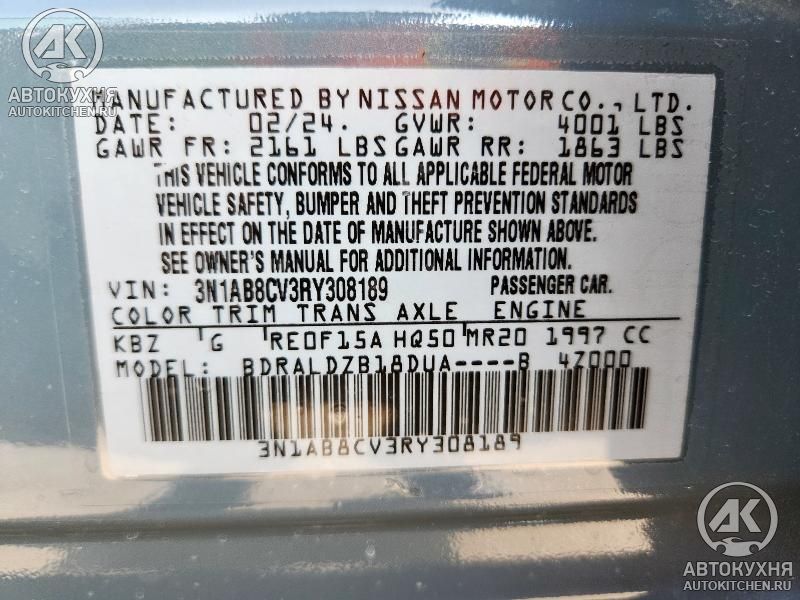 AK
АВТОКУХНЯ
AUTOKITCHEN.RU
MANUFACTURED BY NISSAN MOTOR CO., LTD.
DATE: 02/24. GVWR: 4001 LBS
GAWR FR: 2161 LBS GAWR RR: 1863 LBS
THIS VEHICLE CONFORMS TO ALL APPLICABLE FEDERAL MOTOR
VEHICLE SAFETY, BUMPER AND THEFT PREVENTION STANDARDS
IN EFFECT ON THE DATE OF MANUFACTURE SHOWN ABOVE.
SEE OWNER'S MANUAL FOR ADDITIONAL INFORMATION.
VIN: 3N1AB8CV3RY308189 PASSENGER CAR.
COLOR TRIM TRANS AXLE ENGINE
KBZ G RE0F15A HQ50 MR20 1997 CC
MODEL: BDRALDZB18DUA----B 4Z000
3N1AB8CV3RY308189
AK
АВТОКУХНЯ
AUTOKITCHEN.RU